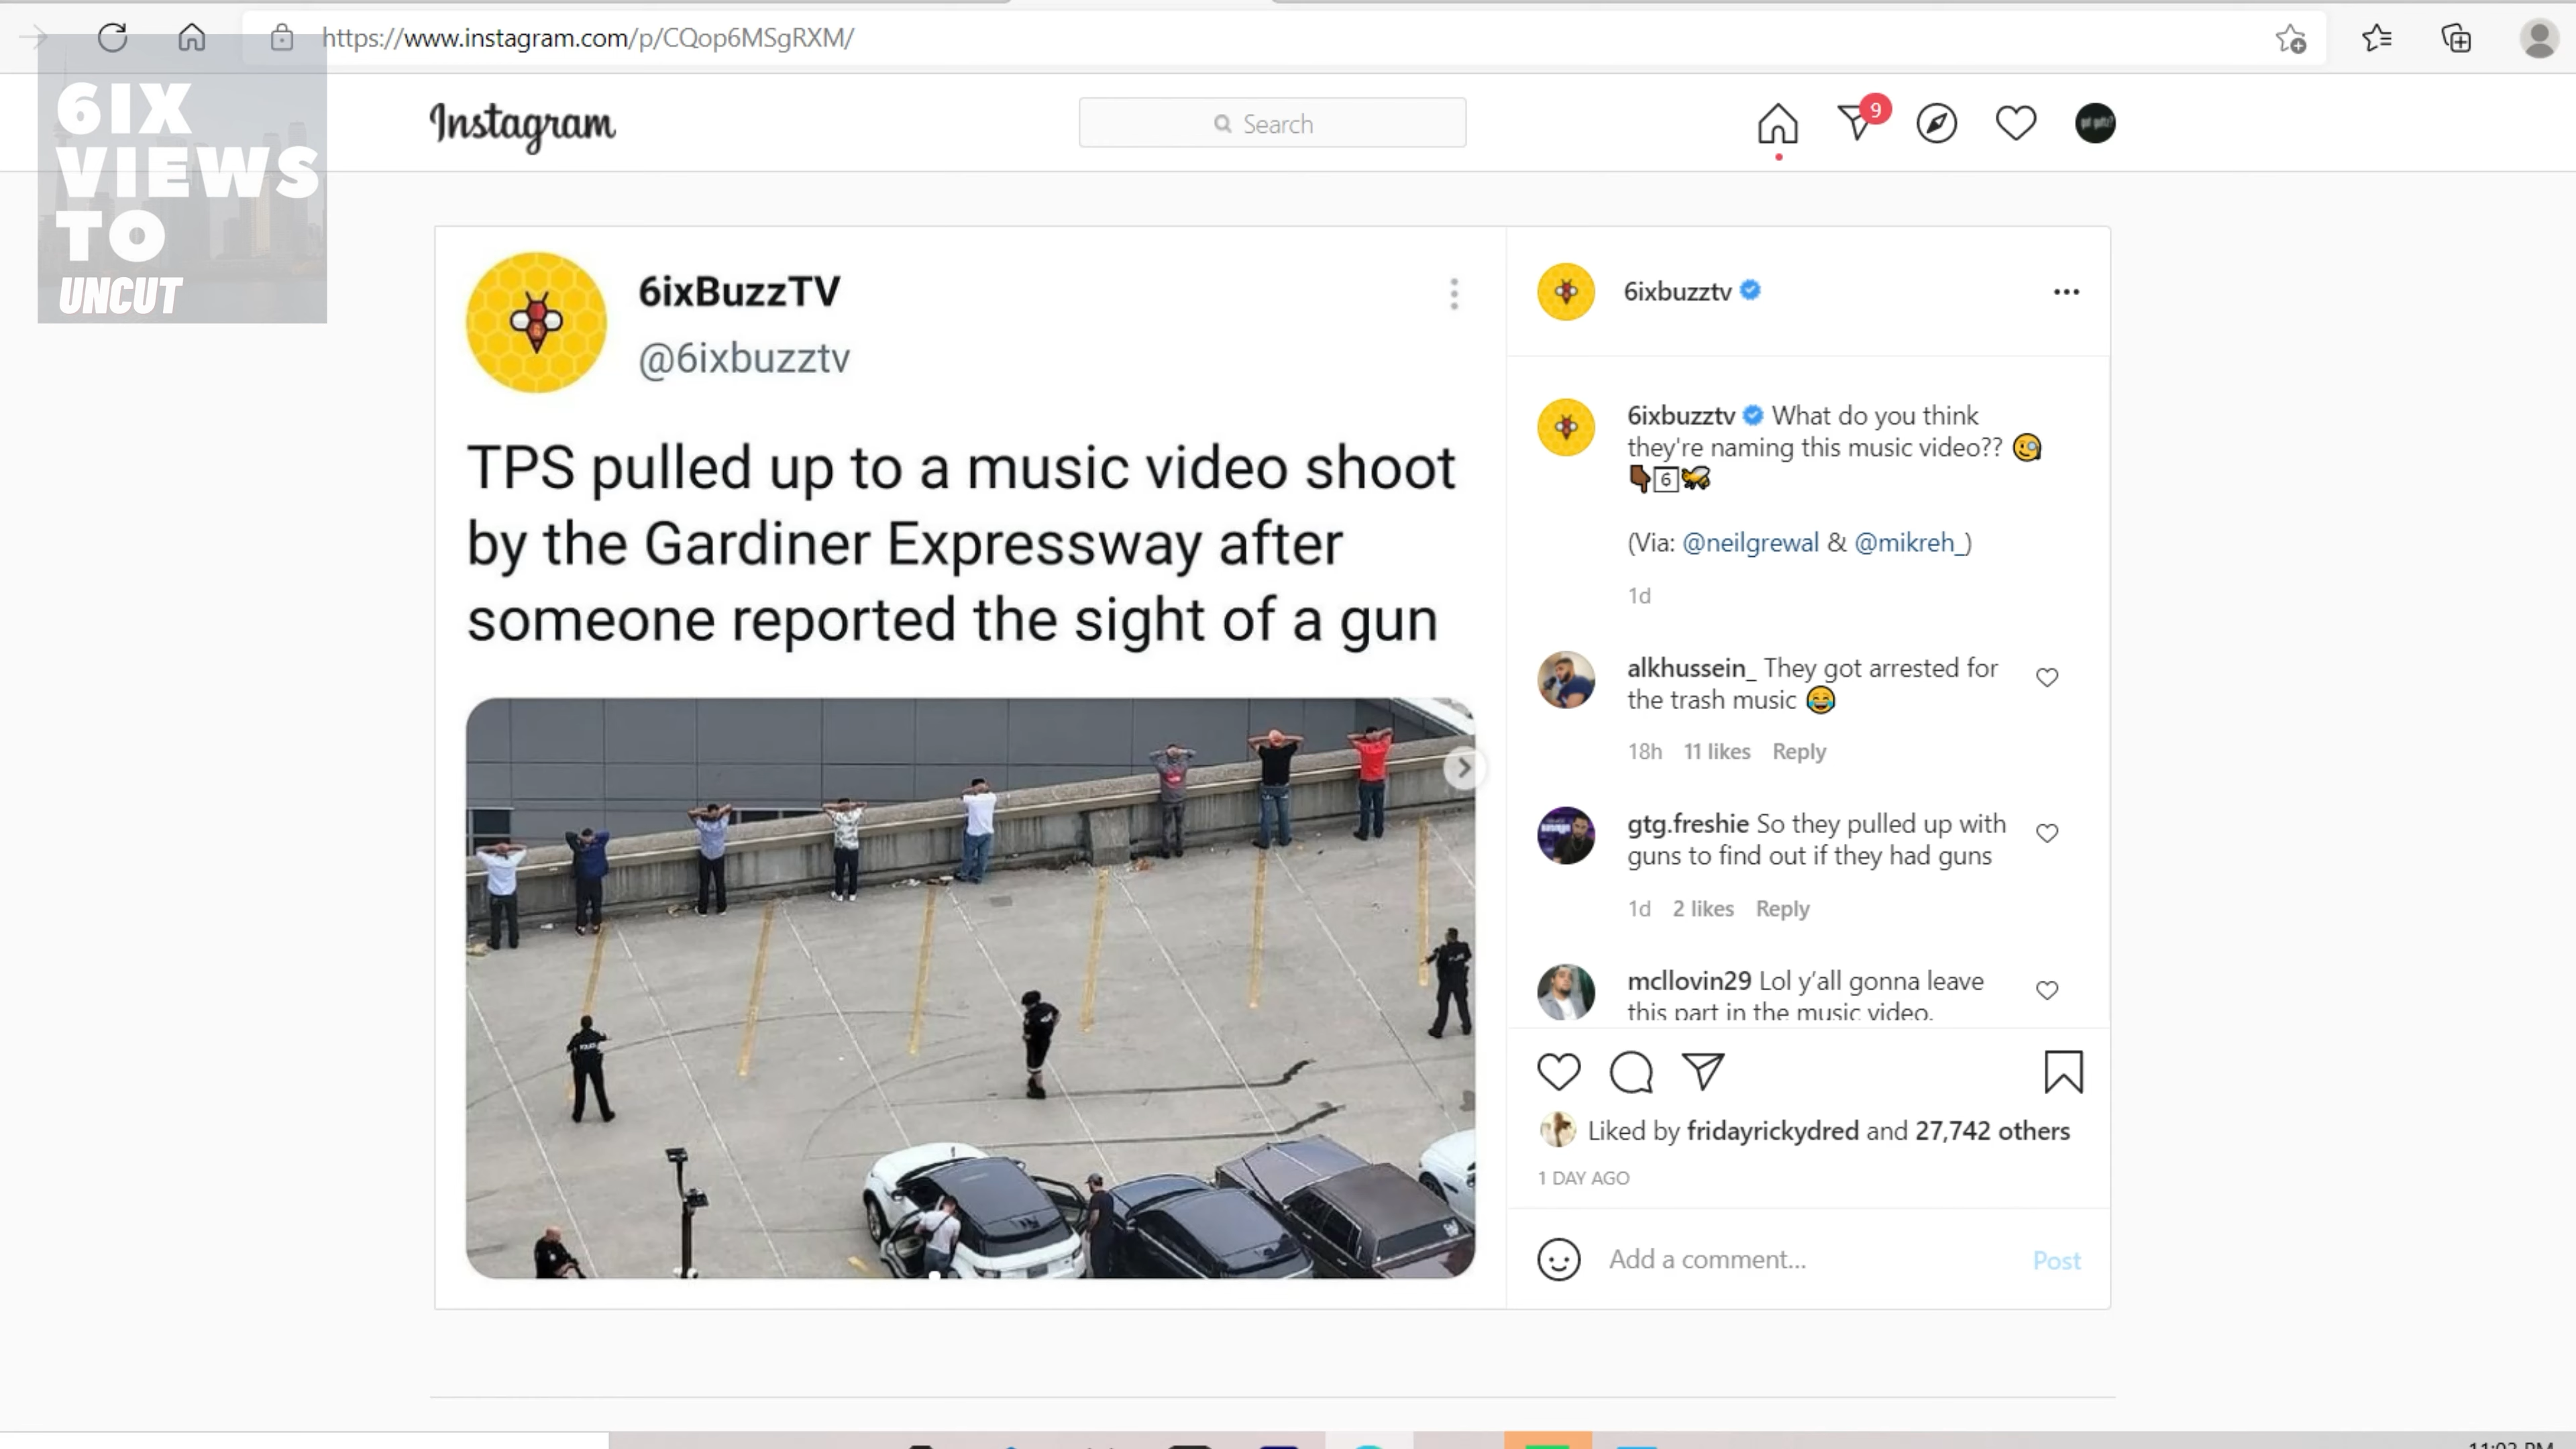 https://www.instagram.com/p/CQop6MSgRXM/
6IX
VIEWS
TO
UNCUT
Instagram
Search
9
6ixBuzzTV
@6ixbuzztv
TPS pulled up to a music video shoot
by the Gardiner Expressway after
someone reported the sight of a gun
6ixbuzztv
6ixbuzztv What do you think
they're naming this music video?? 🧐
👇🏾6️⃣🐝
(Via: @neilgrewal & @mikreh_)
1d
alkhussein_ They got arrested for
the trash music 😂
18h 11 likes Reply
gtg.freshie So they pulled up with
guns to find out if they had guns
1d 2 likes Reply
mcllovin29 Lol y'all gonna leave
this part in the music video.
Liked by fridayrickydred and 27,742 others
1 DAY AGO
Add a comment...
Post
11:03 PM